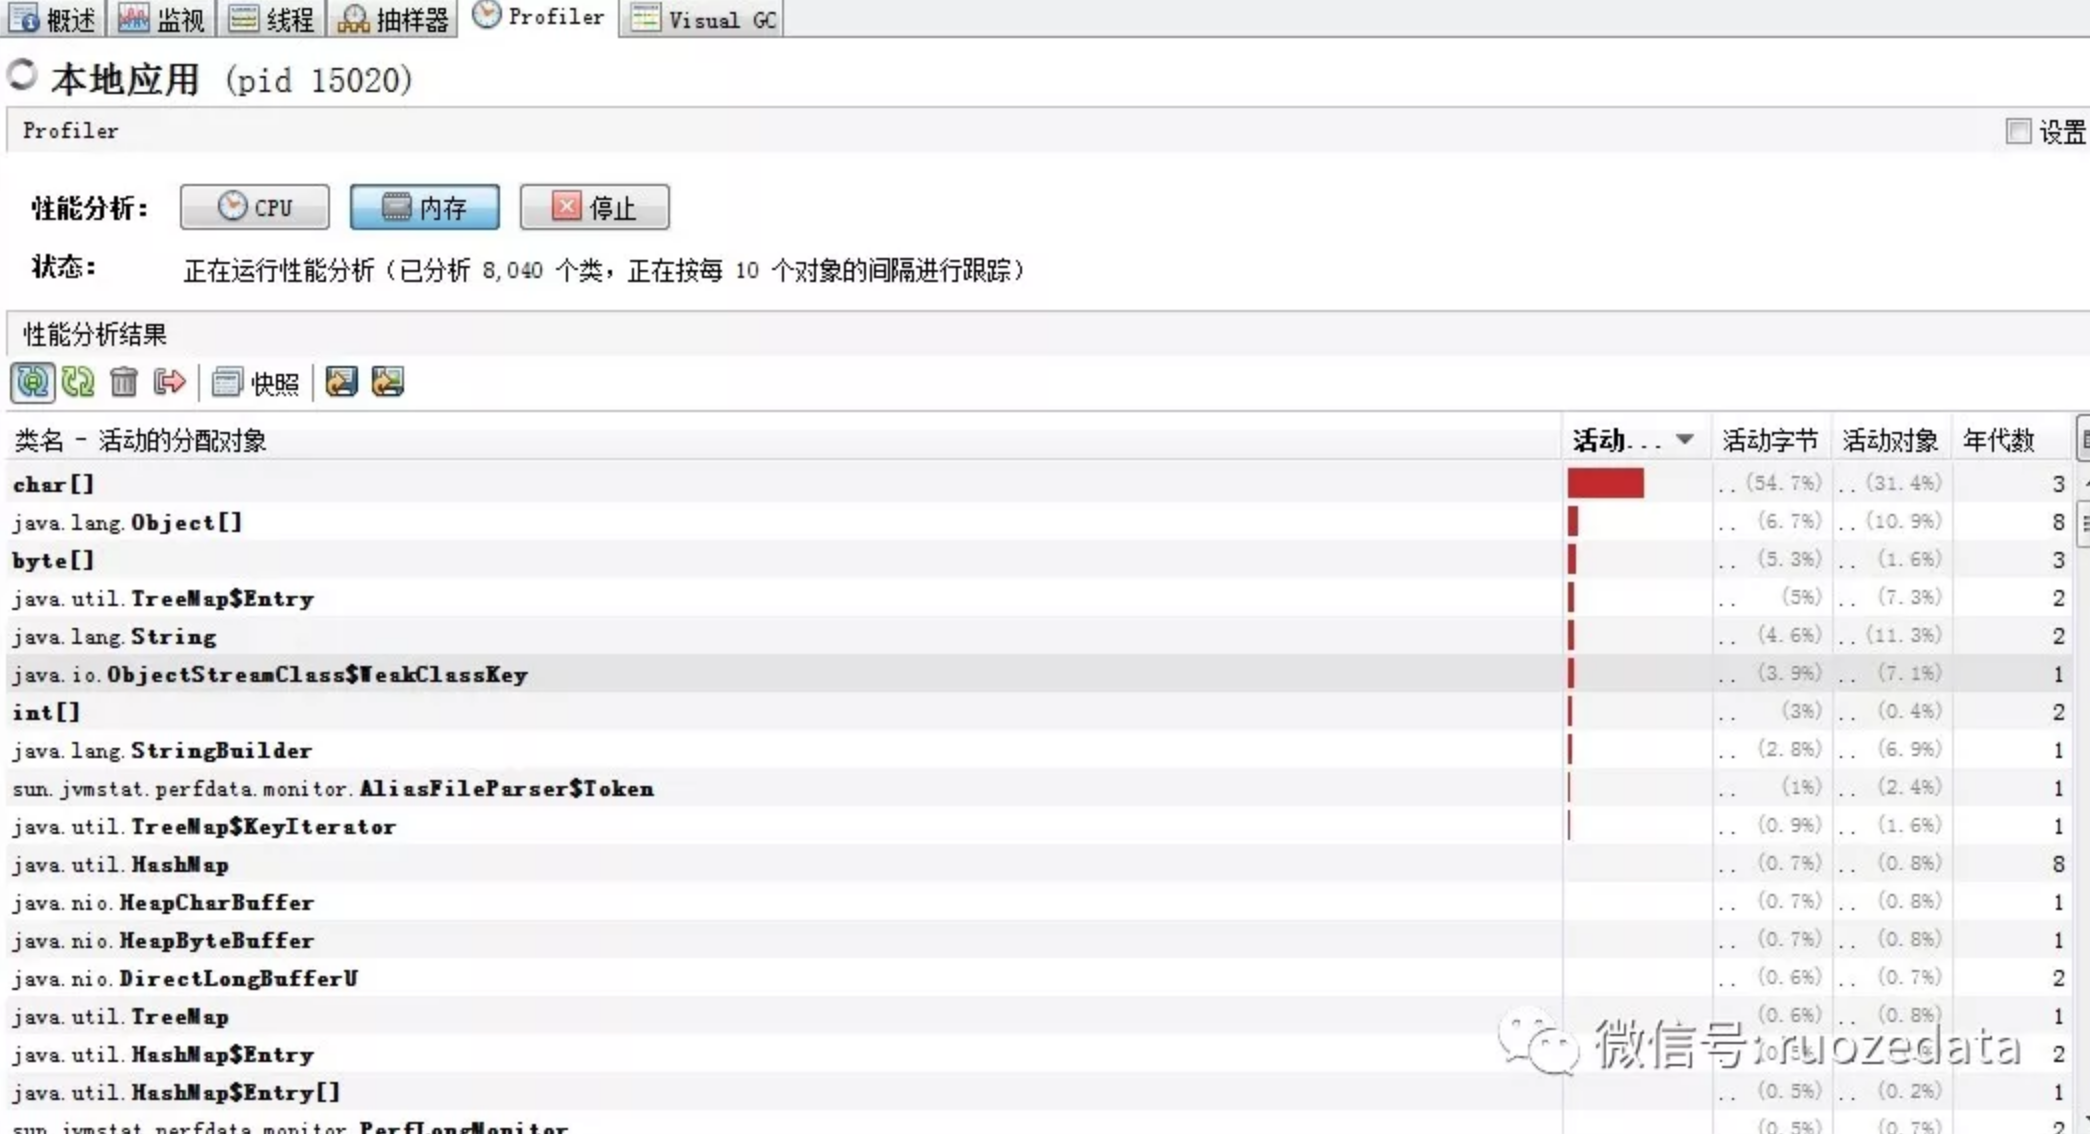 概述 监视 线程 抽样器 Profiler Visual GC
本地应用 (pid 15020)
Profiler 设置
性能分析: CPU 内存 停止
状态: 正在运行性能分析（已分析 8,040 个类，正在按每 10 个对象的间隔进行跟踪）
性能分析结果
快照
类名 - 活动的分配对象 活动... 活动字节 活动对象 年代数
char[] .. (54.7%) .. (31.4%) 3
java.lang.Object[] .. (6.7%) .. (10.9%) 8
byte[] .. (5.3%) .. (1.6%) 3
java.util.TreeMap$Entry .. (5%) .. (7.3%) 2
java.lang.String .. (4.6%) .. (11.3%) 2
java.io.ObjectStreamClass$WeakClassKey .. (3.9%) .. (7.1%) 1
int[] .. (3%) .. (0.4%) 2
java.lang.StringBuilder .. (2.8%) .. (6.9%) 1
sun.jvmstat.perfdata.monitor.AliasFileParser$Token .. (1%) .. (2.4%) 1
java.util.TreeMap$KeyIterator .. (0.9%) .. (1.6%) 1
java.util.HashMap .. (0.7%) .. (0.8%) 8
java.nio.HeapCharBuffer .. (0.7%) .. (0.8%) 1
java.nio.HeapByteBuffer .. (0.7%) .. (0.8%) 1
java.nio.DirectLongBufferU .. (0.6%) .. (0.7%) 2
java.util.TreeMap (0.6%) .. (0.8%) 1
java.util.HashMap$Entry 2
微信号: ruozedata
java.util.HashMap$Entry[] .. (0.5%) .. (0.2%) 1
sun.jvmstat.perfdata.monitor.PerfLongMonitor .. (0.5%) .. (0.7%) 2